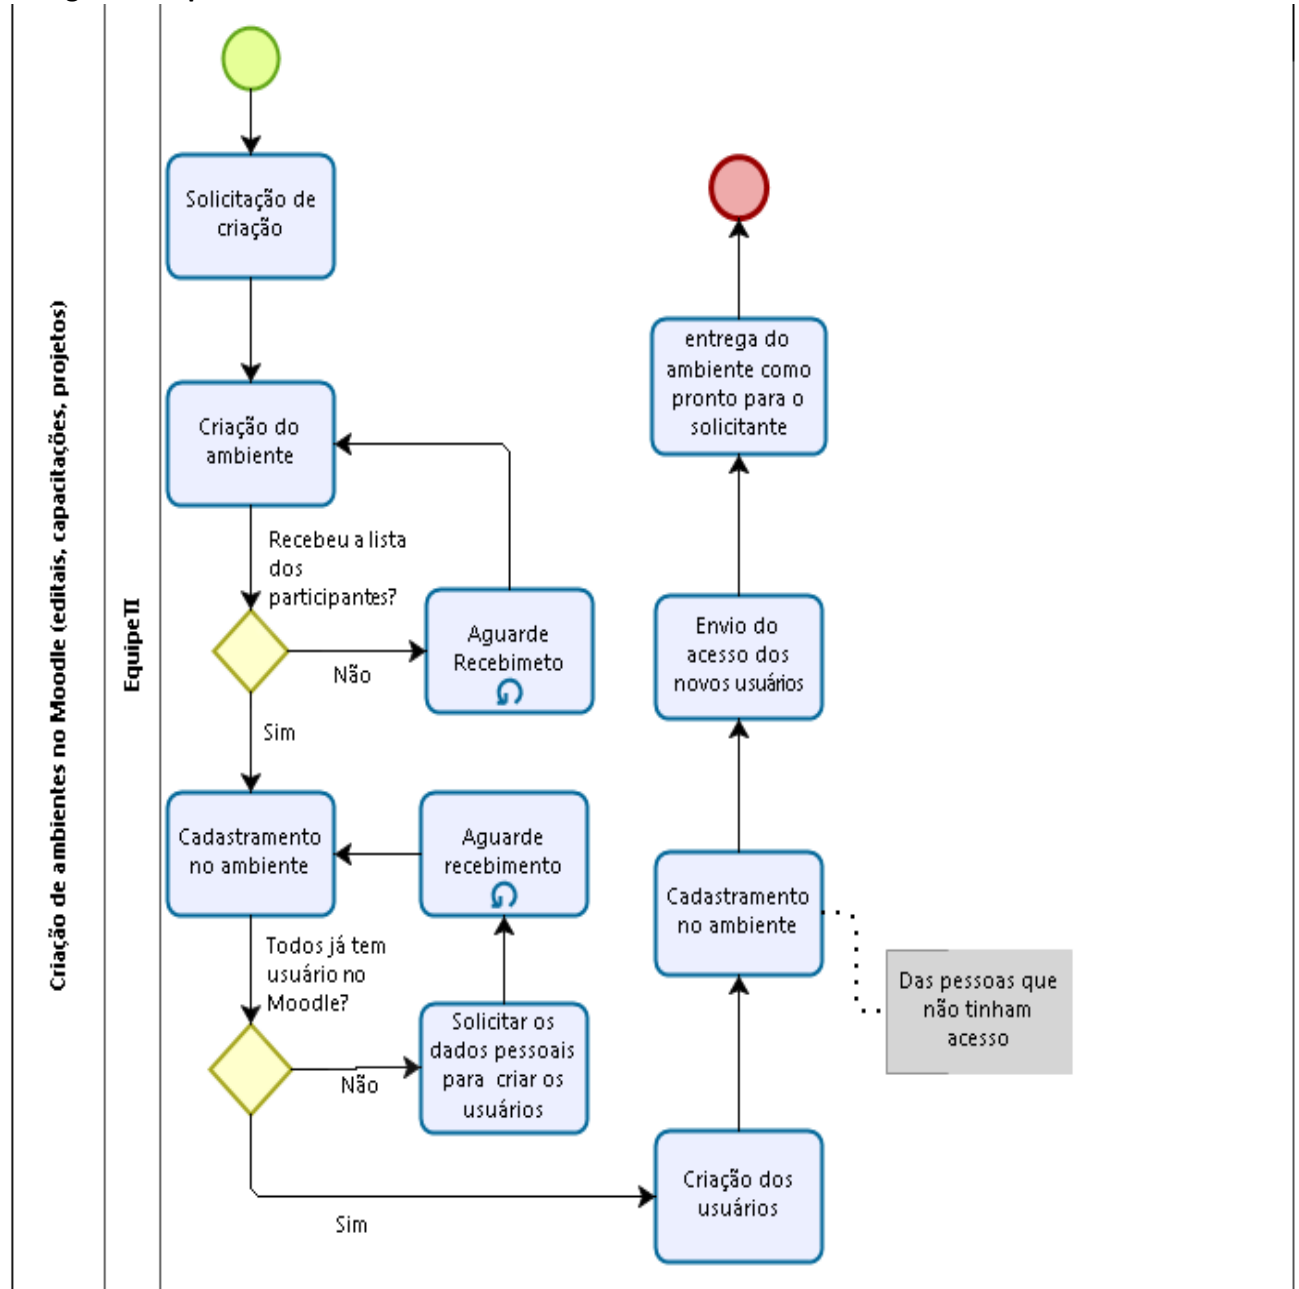 Criação de ambientes no Moodle (editais, capacitações, projetos)
Equipe TI
Solicitação de
criação
Criação do
ambiente
Recebeu a lista
dos
participantes?
Não
Aguarde
Recebimeto
Sim
Cadastramento
no ambiente
Aguarde
recebimento
Todos já tem
usuário no
Moodle?
Não
Solicitar os
dados pessoais
para criar os
usuários
Sim
Criação dos
usuários
Cadastramento
no ambiente
Das pessoas que
não tinham
acesso
Envio do
acesso dos
novos usuários
entrega do
ambiente como
pronto para o
solicitante